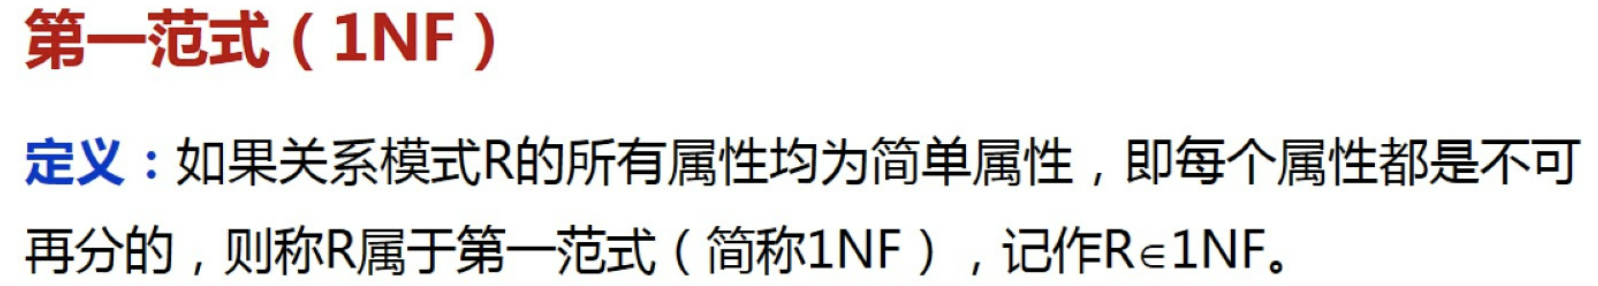 第一范式（1NF）
定义：如果关系模式R的所有属性均为简单属性，即每个属性都是不可
再分的，则称R属于第一范式（简称1NF），记作R∈1NF。